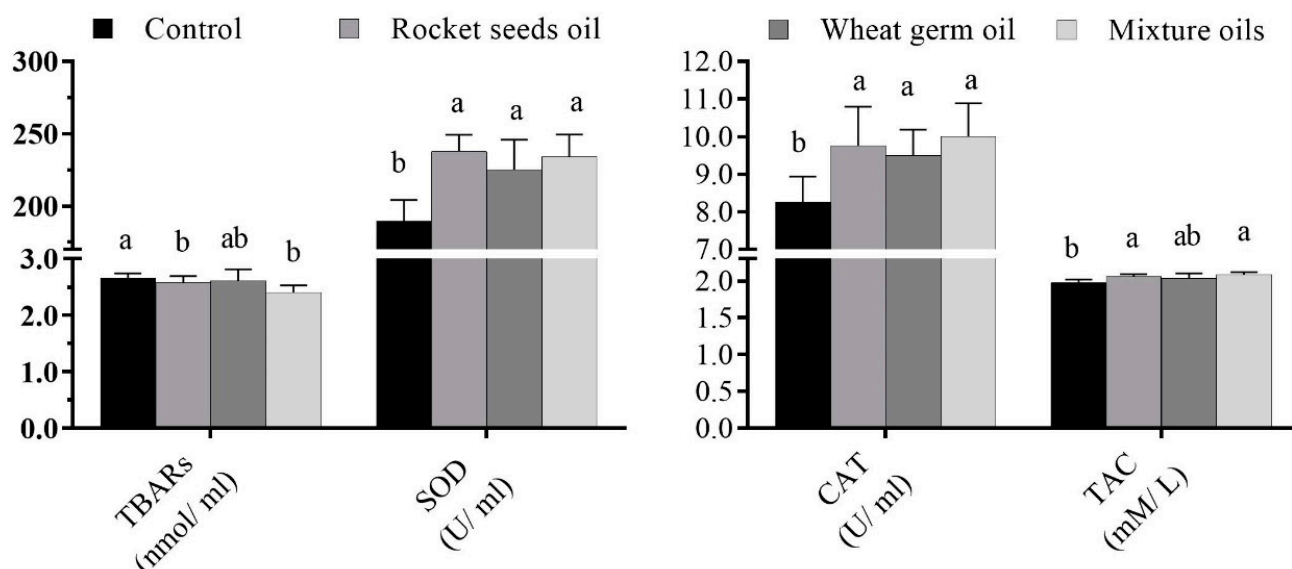 Control Rocket seeds oil Wheat germ oil Mixture oils
300
250
200
3.0
2.0
1.0
0.0
b a a a
a b ab b
TBARs
(nmol/ ml)
SOD
(U/ ml)
12.0
11.0
10.0
9.0
8.0
7.0
2.0
1.5
1.0
0.5
0.0
b a a a
b a ab a
CAT
(U/ ml)
TAC
(mM/ L)